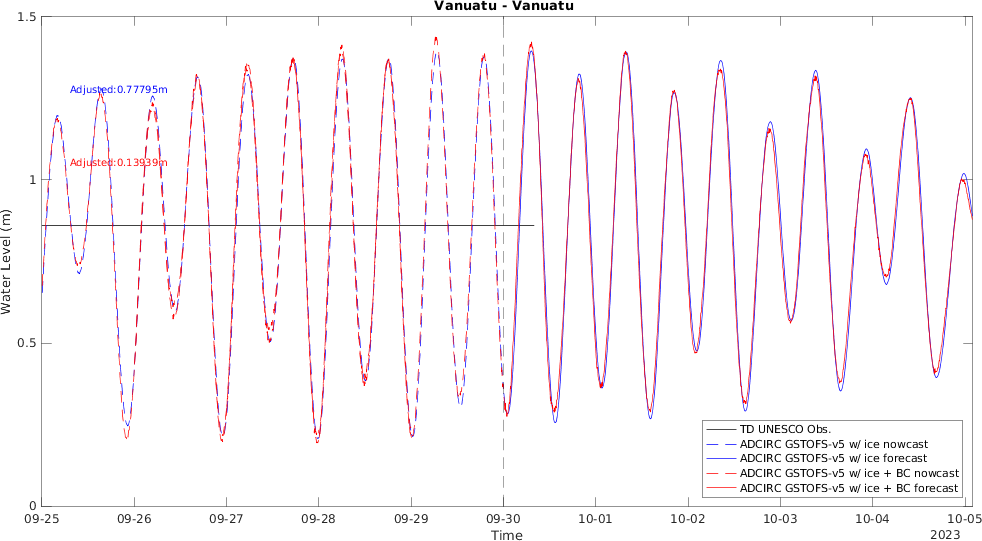 Vanuatu - Vanuatu
1.5
1
0.5
0
Water Level (m)
Adjusted:0.77795m
Adjusted:0.13939m
TD UNESCO Obs.
ADCIRC GSTOFS-v5 w/ ice nowcast
ADCIRC GSTOFS-v5 w/ ice forecast
ADCIRC GSTOFS-v5 w/ ice + BC nowcast
ADCIRC GSTOFS-v5 w/ ice + BC forecast
09-25 09-26 09-27 09-28 09-29 09-30 10-01 10-02 10-03 10-04 10-05
Time
2023